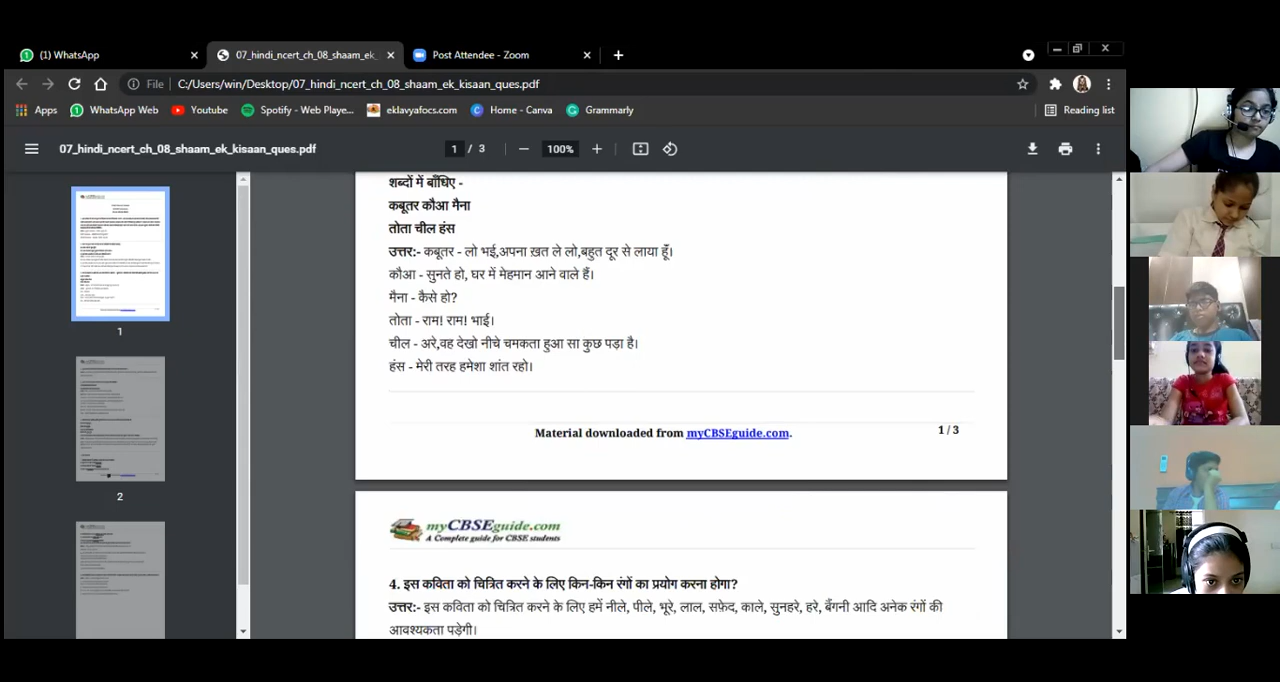 (1) WhatsApp
07_hindi_ncert_ch_08_shaam_ek_
Post Attendee - Zoom
File C:/Users/win/Desktop/07_hindi_ncert_ch_08_shaam_ek_kisaan_ques.pdf
Apps WhatsApp Web Youtube Spotify - Web Playe... eklavyafocs.com Home - Canva Grammarly Reading list
07_hindi_ncert_ch_08_shaam_ek_kisaan_ques.pdf
1 / 3
100%
1
2
शब्दों में बाँधिए -
कबूतर कौआ मैना
तोता चील हंस
उत्तर:- कबूतर - लो भई,अपना ख़त ले लो,बहुत दूर से लाया हूँ।
कौआ - सुनते हो, घर में मेहमान आने वाले हैं।
मैना - कैसे हो?
तोता - राम! राम! भाई।
चील - अरे,वह देखो नीचे चमकता हुआ सा कुछ पड़ा है।
हंस - मेरी तरह हमेशा शांत रहो।
Material downloaded from myCBSEguide.com.
1 / 3
myCBSEguide.com
A Complete guide for CBSE students
4. इस कविता को चित्रित करने के लिए किन-किन रंगों का प्रयोग करना होगा?
उत्तर:- इस कविता को चित्रित करने के लिए हमें नीले, पीले, भूरे, लाल, सफेद, काले, सुनहरे, हरे, बैंगनी आदि अनेक रंगों की
आवश्यकता पड़ेगी।